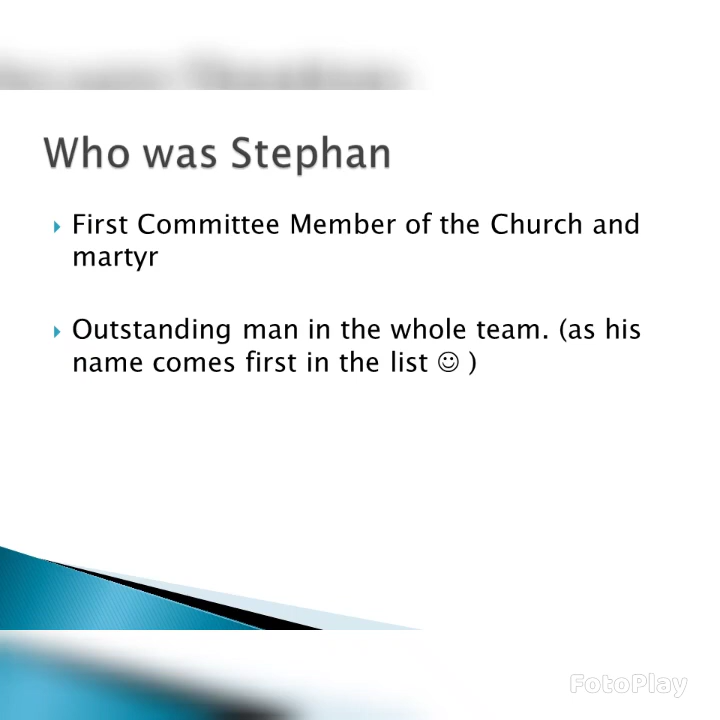 Who was Stephan
First Committee Member of the Church and
martyr
Outstanding man in the whole team. (as his
name comes first in the list ☺ )
FotoPlay